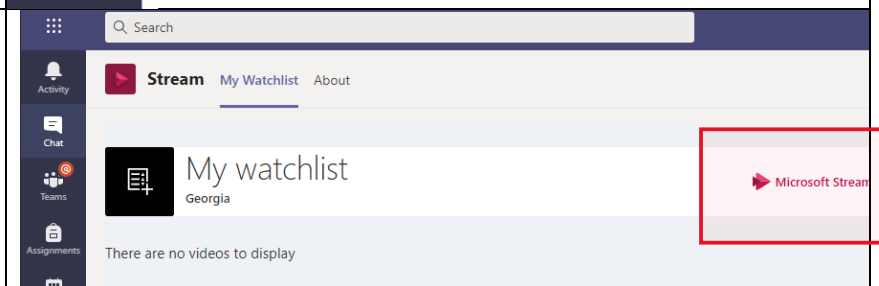 Search
Activity
Stream My Watchlist About
Chat
My watchlist
Georgia
Microsoft Stream
Teams
Assignments
There are no videos to display